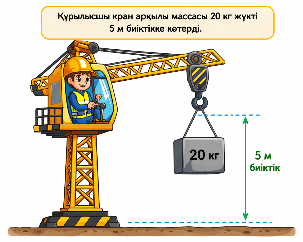 Құрылысшы кран арқылы массасы 20 кг жүкті
5 м биіктікке көтерді.
20 кг
5 м
биіктік